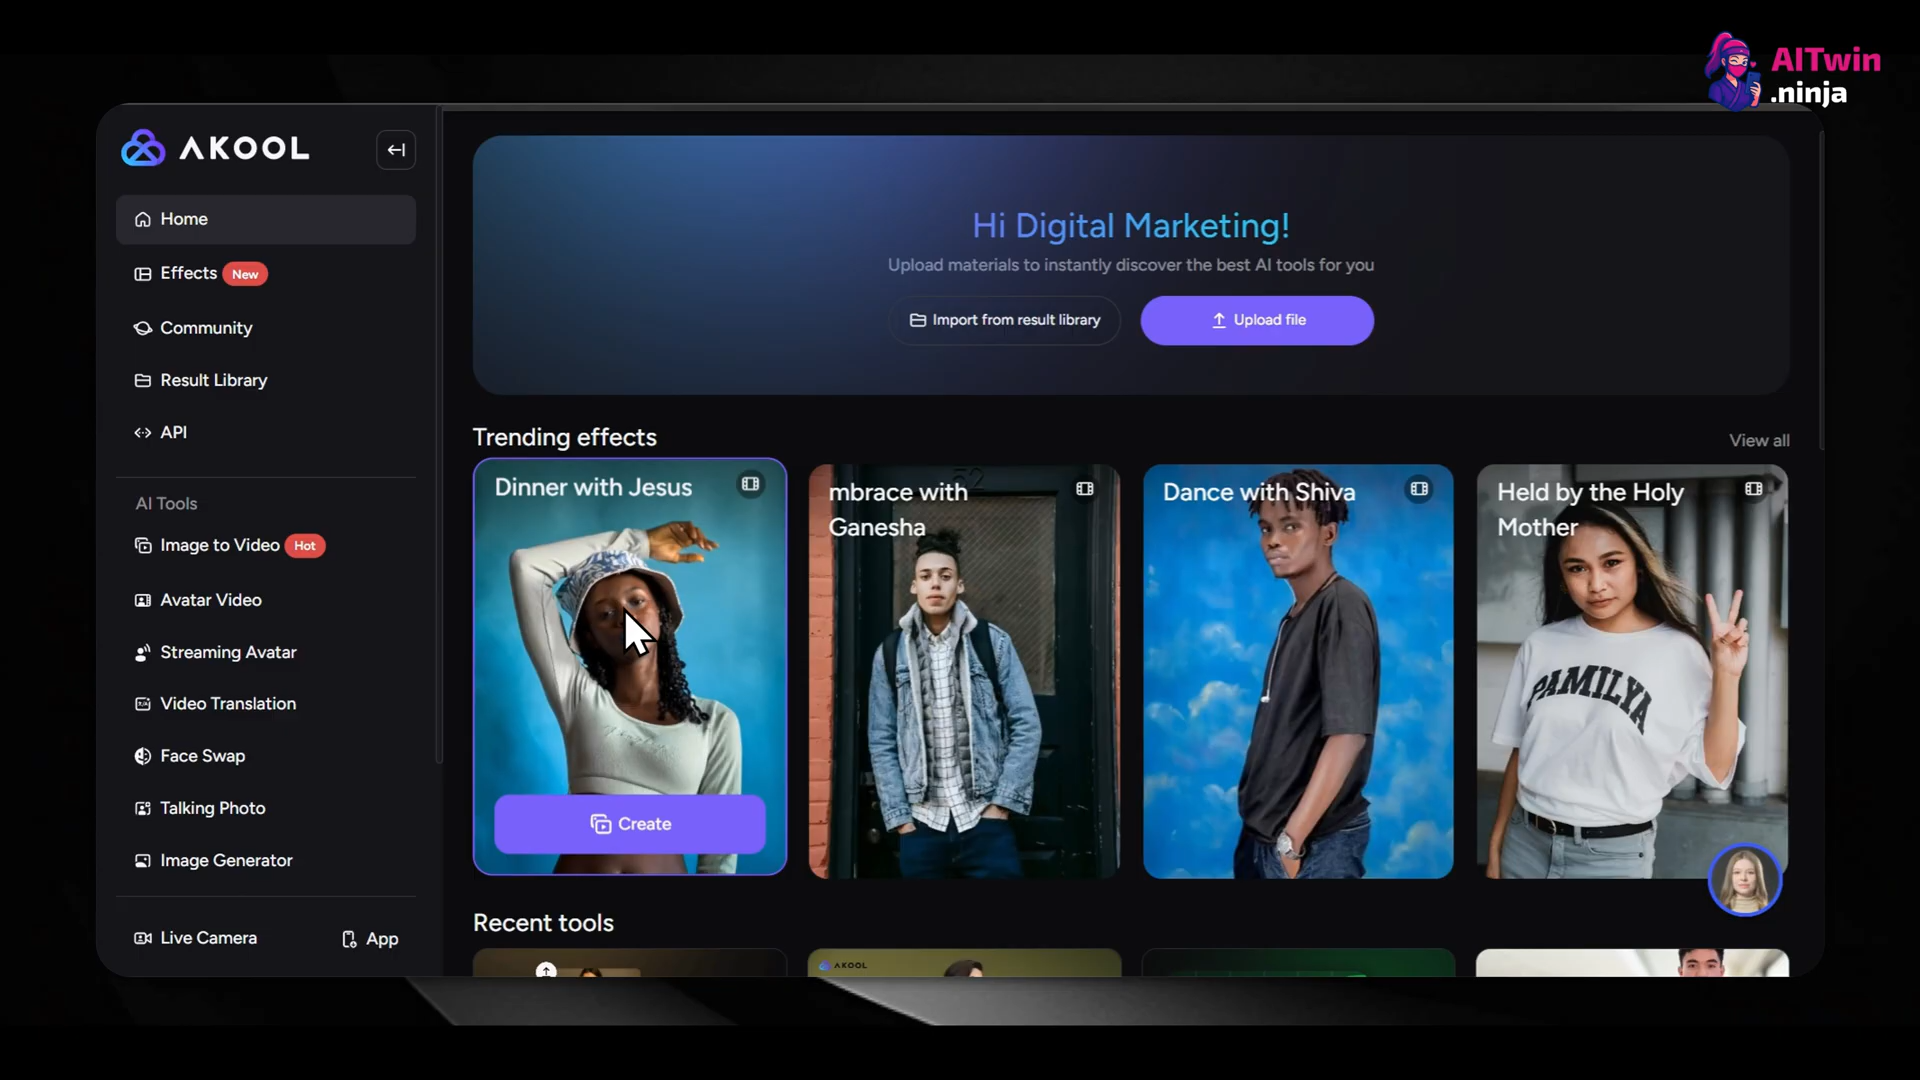 AITwin
.ninja
AKOOL
Home
Effects New
Community
Result Library
API
AI Tools
Image to Video Hot
Avatar Video
Streaming Avatar
Video Translation
Face Swap
Talking Photo
Image Generator
Live Camera
App
Hi Digital Marketing!
Upload materials to instantly discover the best AI tools for you
Import from result library
Upload file
Trending effects
View all
Dinner with Jesus
Create
mbrace with
Ganesha
52
Dance with Shiva
Held by the Holy
Mother
PAMILYA
Recent tools
AKOOL